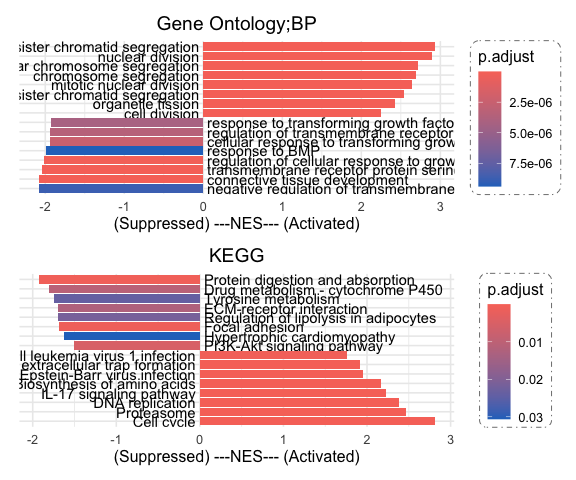 Gene Ontology;BP
sister chromatid segregation
nuclear division
ar chromosome segregation
chromosome segregation
mitotic nuclear division
sister chromatid segregation
organelle fission
cell division
response to transforming growth facto
regulation of transmembrane receptor
cellular response to transforming grow
response to BMP
regulation of cellular response to grow
transmembrane receptor protein serin
connective tissue development
negative regulation of transmembrane
-2 -1 0 1 2 3
(Suppressed) ---NES--- (Activated)
p.adjust
2.5e-06
5.0e-06
7.5e-06
KEGG
Protein digestion and absorption
Drug metabolism - cytochrome P450
Tyrosine metabolism
ECM-receptor interaction
Regulation of lipolysis in adipocytes
Focal adhesion
Hypertrophic cardiomyopathy
PI3K-Akt signaling pathway
ll leukemia virus 1 infection
extracellular trap formation
Epstein-Barr virus infection
biosynthesis of amino acids
IL-17 signaling pathway
DNA replication
Proteasome
Cell cycle
-2 -1 0 1 2 3
(Suppressed) ---NES--- (Activated)
p.adjust
0.01
0.02
0.03